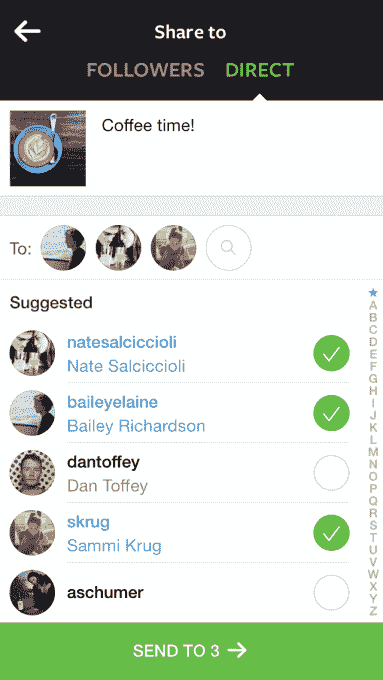 Share to
FOLLOWERS DIRECT
Coffee time!
To:
Suggested
natesalciccioli
Nate Salciccioli
baileyelaine
Bailey Richardson
dantoffey
Dan Toffey
skrug
Sammi Krug
aschumer
A
B
C
D
E
F
G
H
I
J
K
L
M
N
O
P
Q
R
S
T
U
V
W
X
Y
Z
SEND TO 3